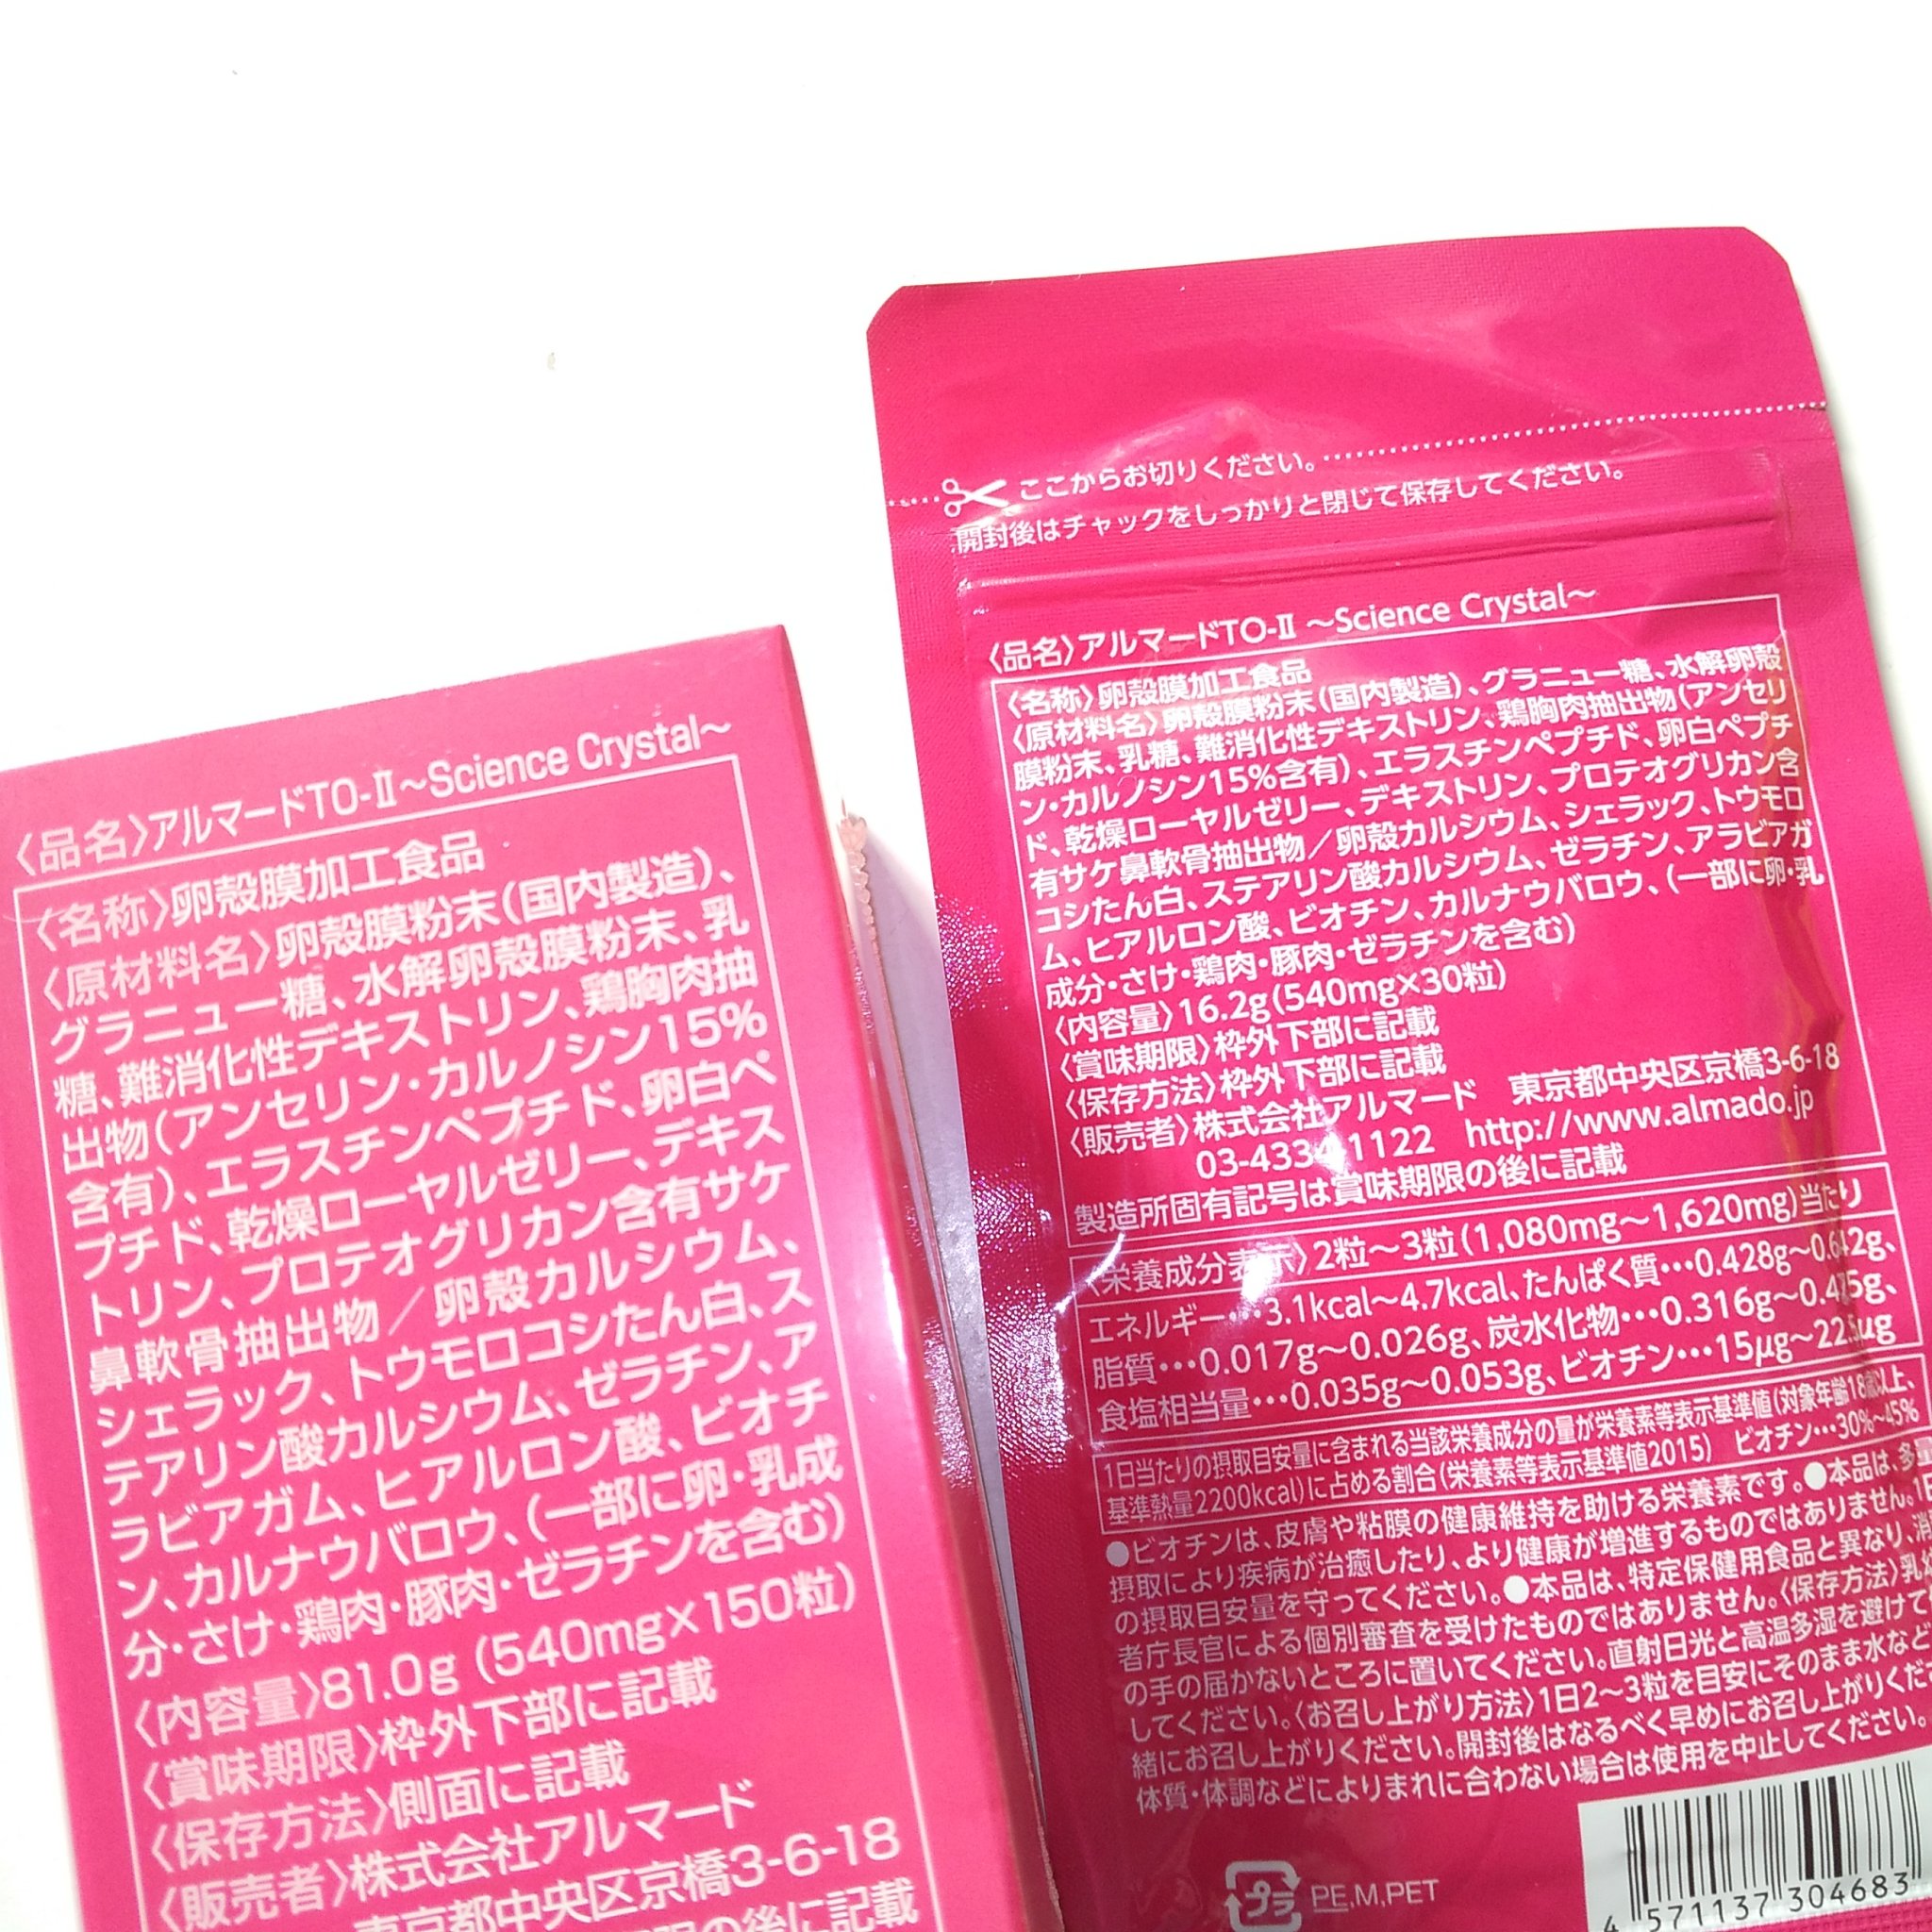 〈品名〉アルマードTO-Ⅱ～Science Crystal～
〈名称〉卵殻膜加工食品
〈原材料名〉卵殻膜粉末（国内製造）、
グラニュー糖、水解卵殻膜粉末、乳
糖、難消化性デキストリン、鶏胸肉抽
出物（アンセリン・カルノシン15%
含有）、エラスチンペプチド、卵白ペ
プチド、乾燥ローヤルゼリー、デキス
トリン、プロテオグリカン含有サケ
鼻軟骨抽出物／卵殻カルシウム、
シェラック、トウモロコシたん白、ス
テアリン酸カルシウム、ゼラチン、ア
ラビアガム、ヒアルロン酸、ビオチ
ン、カルナウバロウ、（一部に卵・乳成
分・さけ・鶏肉・豚肉・ゼラチンを含む）
〈内容量〉81.0g (540mg×150粒）
〈賞味期限〉枠外下部に記載
〈保存方法〉側面に記載
〈販売者〉株式会社アルマード
東京都中央区京橋3-6-18
限の後に記載
ここからお切りください。
開封後はチャックをしっかりと閉じて保存してください。
〈品名〉アルマードTO-Ⅱ ～Science Crystal～
〈名称〉卵殻膜加工食品
〈原材料名〉卵殻膜粉末（国内製造）、グラニュー糖、水解卵殻
膜粉末、乳糖、難消化性デキストリン、鶏胸肉抽出物（アンセリ
ン・カルノシン15%含有）、エラスチンペプチド、卵白ペプチ
ド、乾燥ローヤルゼリー、デキストリン、プロテオグリカン含
有サケ鼻軟骨抽出物／卵殻カルシウム、シェラック、トウモロ
コシたん白、ステアリン酸カルシウム、ゼラチン、アラビアガ
ム、ヒアルロン酸、ビオチン、カルナウバロウ、（一部に卵・乳
成分・さけ・鶏肉・豚肉・ゼラチンを含む）
〈内容量〉16.2g(540mg×30粒)
〈賞味期限〉枠外下部に記載
〈保存方法〉枠外下部に記載
〈販売者〉株式会社アルマード 東京都中央区京橋3-6-18
03-4334-1122 http://www.almado.jp
製造所固有記号は賞味期限の後に記載
〈栄養成分表示〉2粒～3粒(1,080mg～1,620mg)当たり
エネルギー…3.1kcal～4.7kcal、たんぱく質…0.428g～0.642g、
脂質…0.017g～0.026g、炭水化物…0.316g～0.475g、
食塩相当量…0.035g～0.053g、ビオチン…15μg～22.5μg
1日当たりの摂取目安量に含まれる当該栄養成分の量が栄養素等表示基準値（対象年齢18歳以上、
基準熱量2200kcal）に占める割合（栄養素等表示基準値2015） ビオチン…30%～45%
●ビオチンは、皮膚や粘膜の健康維持を助ける栄養素です。●本品は、多量
摂取により疾病が治癒したり、より健康が増進するものではありません。1日
の摂取目安量を守ってください。●本品は、特定保健用食品と異なり、消
者庁長官による個別審査を受けたものではありません。〈保存方法〉乳幼
の手の届かないところに置いてください。直射日光と高温多湿を避けて
してください。〈お召し上がり方法〉1日2～3粒を目安にそのまま水など
緒にお召し上がりください。開封後はなるべく早めにお召し上がりくだ
体質・体調などによりまれに合わない場合は使用を中止してください。
プラ PE,M,PET
4 571137 304683